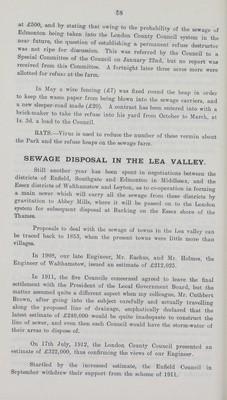 58
at £500, and by stating that owing to the probability of the sewage of
Edmonton being taken into the London County Council system in the
near future, the question of establishing a permanent refuse destructor
was not ripe for discussion. This was referred by the Council to a
Special Committee of the Council on January 22nd, but no report was
received from this Committee. A fortnight later three acres more were
allotted for refuse at the farm.
In May a wire fencing (£7) was fixed round the heap in order
to keep the waste paper from being blown into the sewage carriers, and
a new sleeper-road made (£20). A contract has been entered into with a
brick-maker to take the refuse into his yard from October to March, at
1s. 3d. a load to the Council.
RATS.—Virus is used to reduce the number of these vermin about
the Park and the refuse heaps on the sewage farm.
SEWAGE DISPOSAL IN THE LEA VALLEY.
Still another year has been spent in negotiations between the
districts of Enfield, Southgate and Edmonton in Middlesex, and the
Essex districts of Walthamstow and Leyton, as to co-operation in forming
a main sewer which will carry all the sewage from these districts by
gravitation to Abbey Mills, where it will be passed on to the London
system for subsequent disposal at Barking on the Essex shore of the
Thames.
Proposals to deal with the sewage of towns in the Lea valley can
be traced back to 1853, when the present towns were little more than
villages.
In 1908, our late Engineer, Mr. Eachus, and Mr. Holmes, the
Engineer of Walthamstow, issued an estimate of £212,025.
In 1911, the five Councils concerned agreed to leave the final
settlement with the President of the Local Government Board, but the
matter assumed quite a different aspect when my colleague, Mr. Cuthbert
Brown, after going into the subject carefully and actually travelling
along the proposed line of drainage, emphatically declared that the
latest estimate of £240,000 would be quite inadequate to construct the
line of sewer, and even then each Council would have the storm-water of
their areas to dispose of.
On 17th July, 1912, the London County Council presented an
estimate of £322,000, thus confirming the views of our Engineer.
Startled by the increased estimate, the Enfield Council in
September withdrew their support from the scheme of 1911.